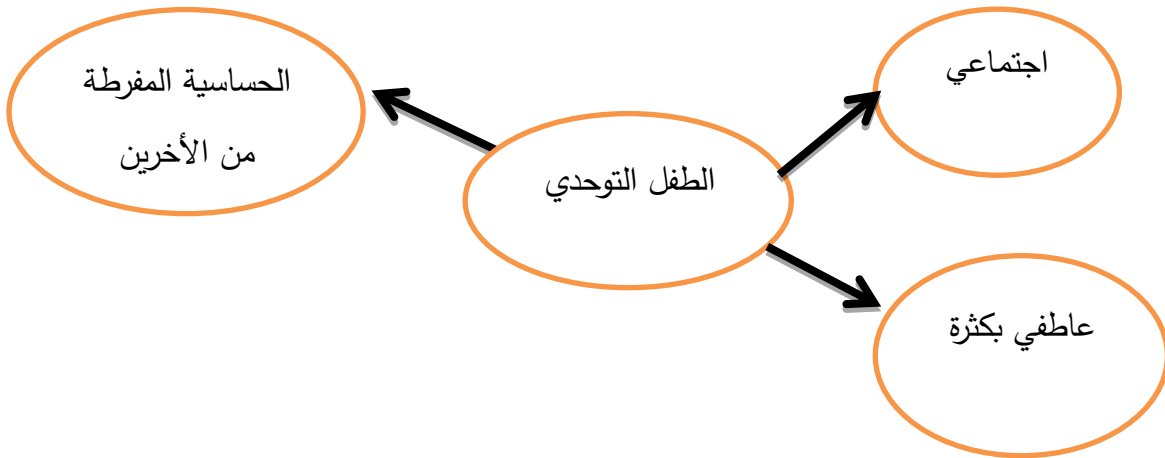 اجتماعي
الحساسية المفرطة
من الأخرين
الطفل التوحدي
عاطفي بكثرة